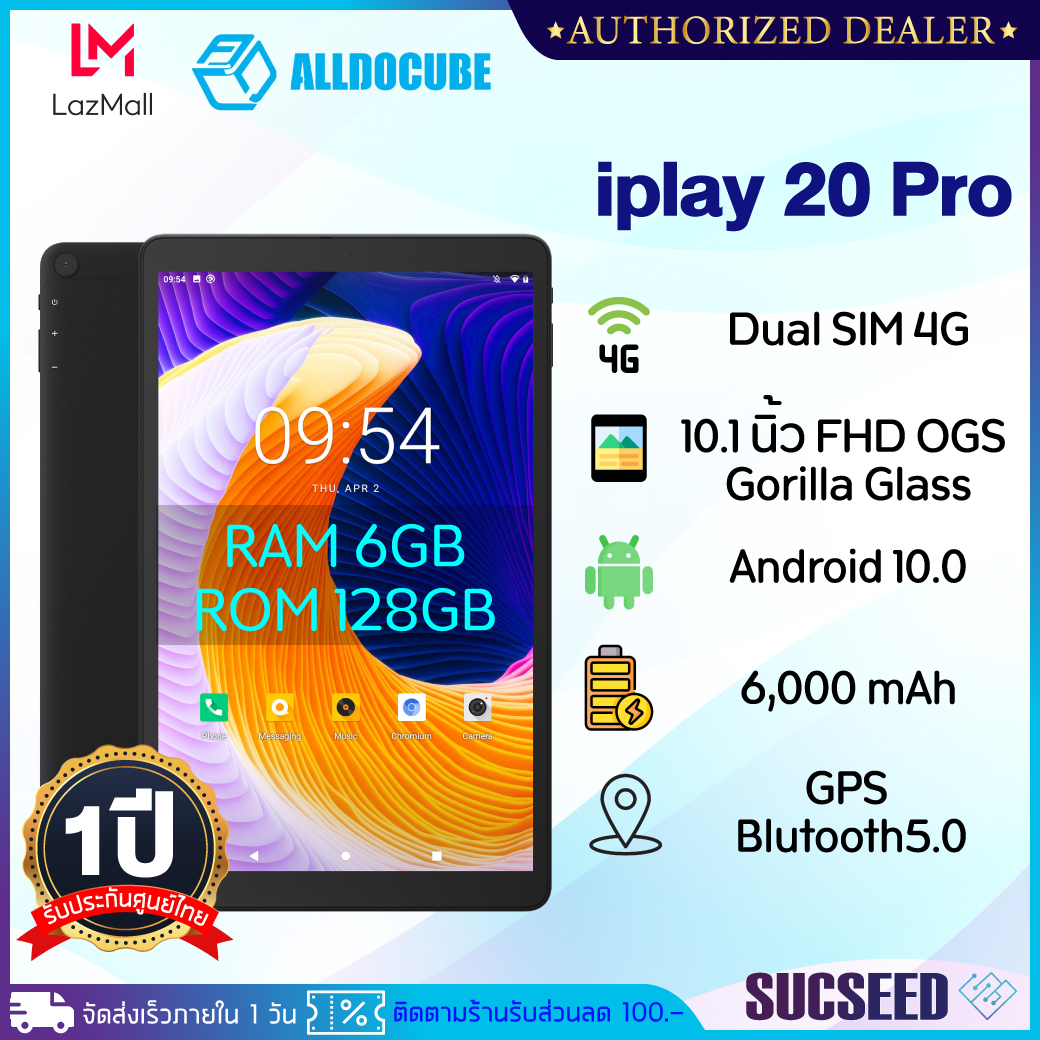 LM
LazMall
ALLDOCUBE
★AUTHORIZED DEALER★
iplay 20 Pro
09:54
09:54
THU, APR 2
RAM 6GB
ROM 128GB
Phone
Messaging
Music
Chromium
Camera
4G
Dual SIM 4G
10.1 นิ้ว FHD OGS
Gorilla Glass
Android 10.0
6,000 mAh
GPS
Blutooth5.0
1ปี
รับประกันศูนย์ไทย
จัดส่งเร็วภายใน 1 วัน
%
ติดตามร้านรับส่วนลด 100.-
SUCSEED